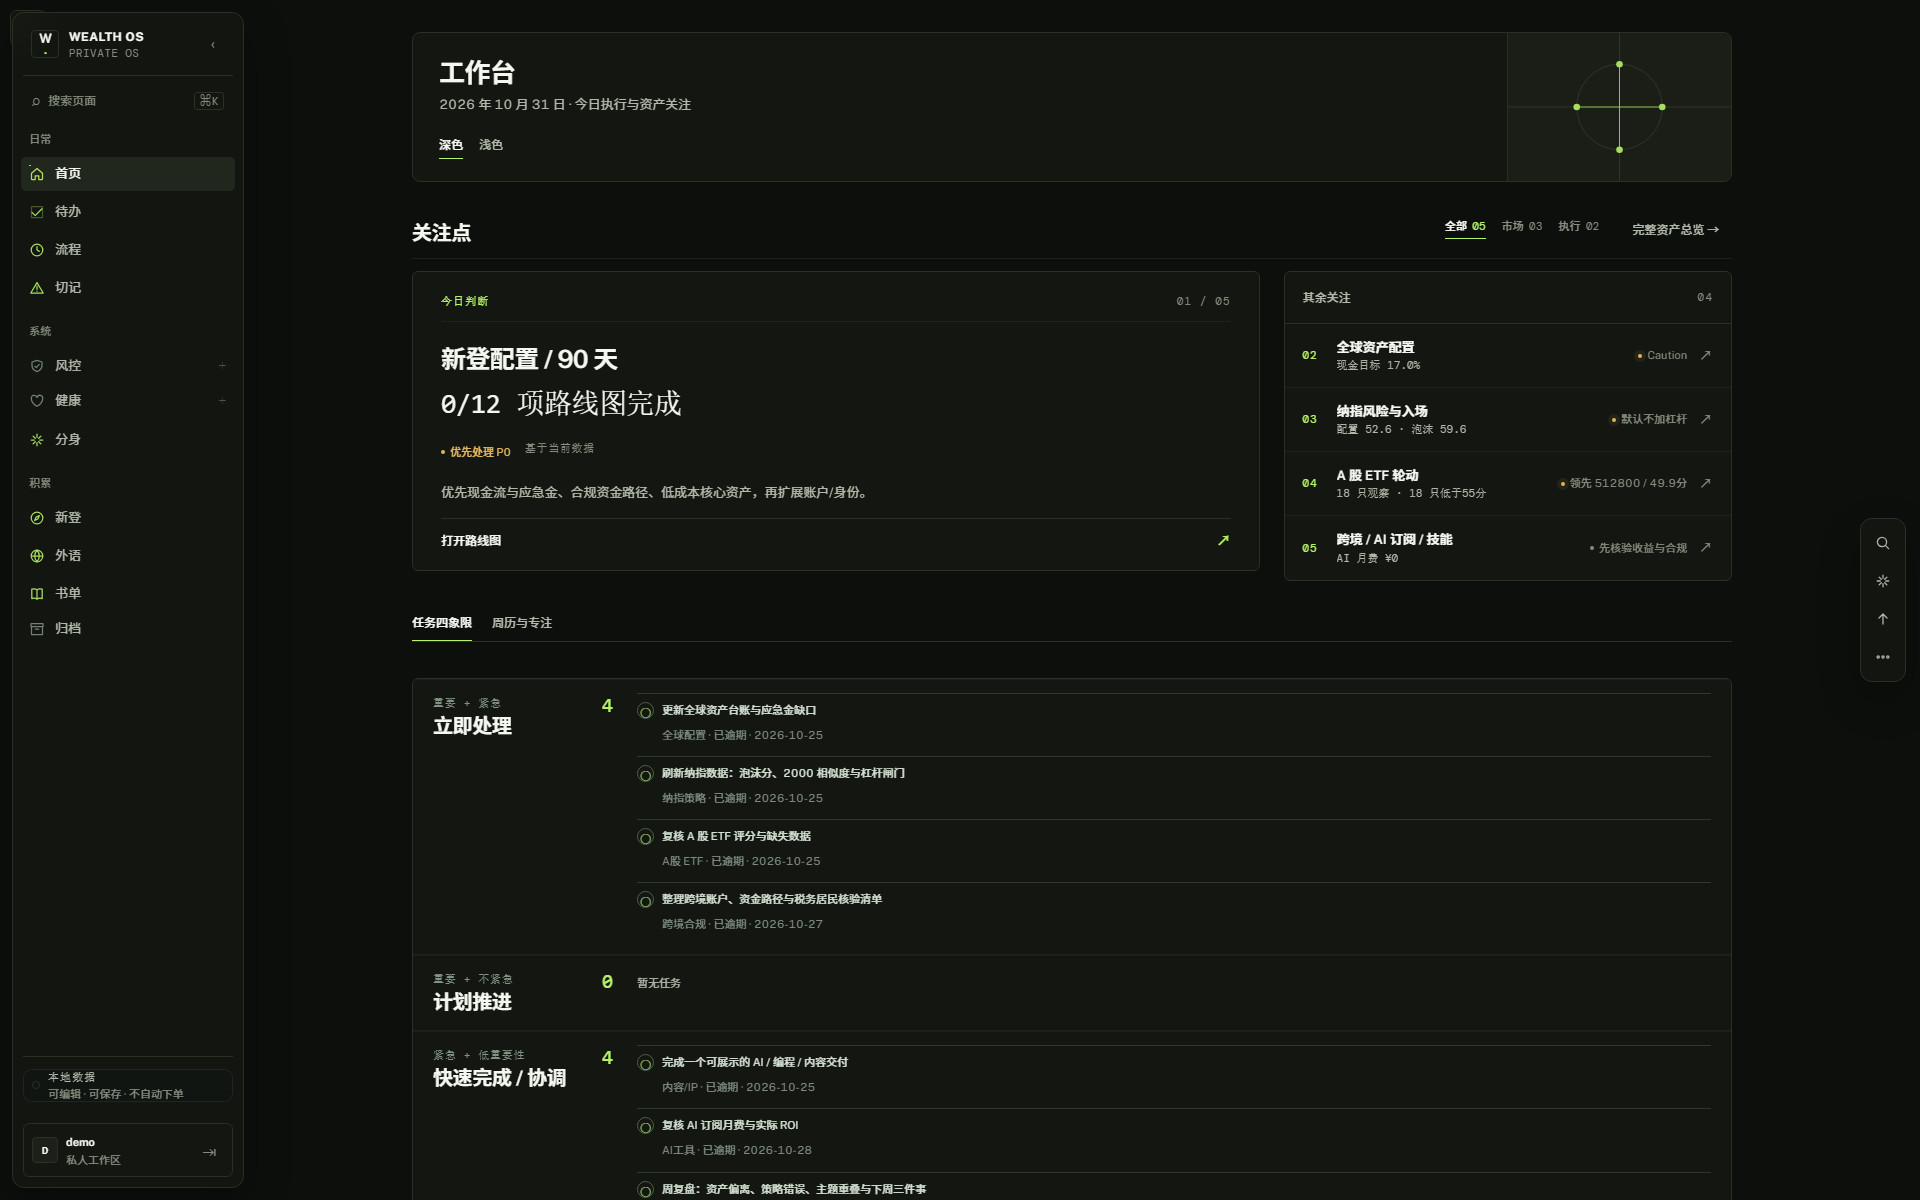 W
WEALTH OS
PRIVATE OS
搜索页面
⌘K
日常
首页
待办
流程
切记
系统
风控
健康
分身
积累
新登
外语
书单
归档
本地数据
可编辑 · 可保存 · 不自动下单
D
demo
私人工作区
工作台
2026 年 10 月 31 日 · 今日执行与资产关注
深色 浅色
关注点
全部 05 市场 03 执行 02
完整资产总览 →
今日判断
01 / 05
新登配置 / 90 天
0/12 项路线图完成
优先处理 P0 基于当前数据
优先现金流与应急金、合规资金路径、低成本核心资产，再扩展账户/身份。
打开路线图 ↗
其余关注 04
02 全球资产配置
现金目标 17.0%
Caution ↗
03 纳指风险与入场
配置 52.6 · 泡沫 59.6
默认不加杠杆 ↗
04 A 股 ETF 轮动
18 只观察 · 18 只低于55分
领先 512800 / 49.9分 ↗
05 跨境 / AI 订阅 / 技能
AI 月费 ¥0
先核验收益与合规 ↗
任务四象限 周历与专注
重要 + 紧急
立即处理
4
更新全球资产台账与应急金缺口
全球配置 · 已逾期 · 2026-10-25
刷新纳指数据：泡沫分、2000 相似度与杠杆闸门
纳指策略 · 已逾期 · 2026-10-25
复核 A 股 ETF 评分与缺失数据
A股 ETF · 已逾期 · 2026-10-25
整理跨境账户、资金路径与税务居民核验清单
跨境合规 · 已逾期 · 2026-10-27
重要 + 不紧急
计划推进
0
暂无任务
紧急 + 低重要性
快速完成 / 协调
4
完成一个可展示的 AI / 编程 / 内容交付
内容/IP · 已逾期 · 2026-10-25
复核 AI 订阅月费与实际 ROI
AI工具 · 已逾期 · 2026-10-28
周复盘：资产偏离、策略错误、主题重叠与下周三件事